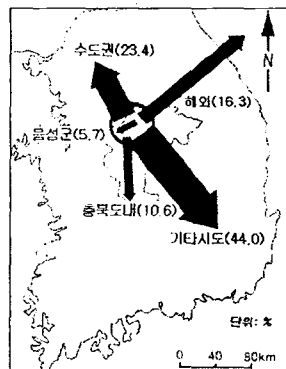 수도권(23.4)
N
해외(16.3)
음성군(5.7)
충북도내(10.6)
기타시도(44.0)
단위: %
0 40 80km